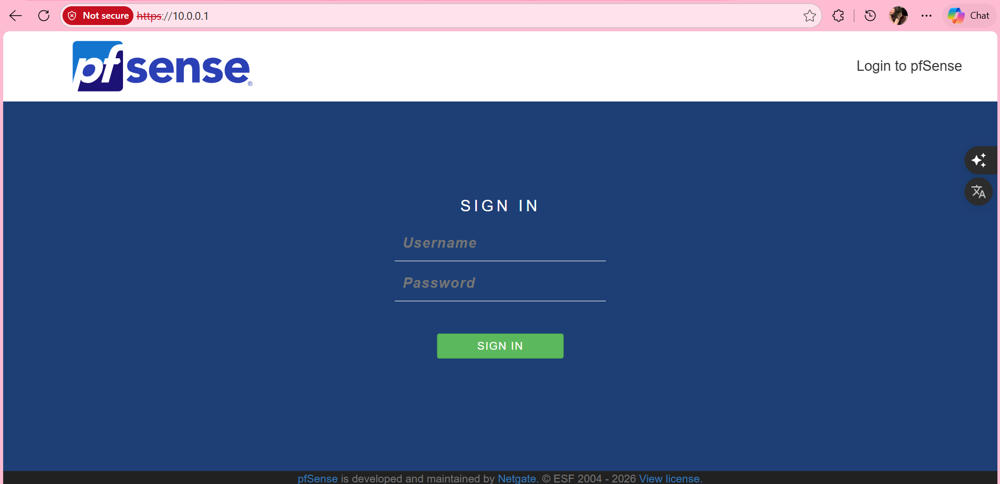 Not secure https://10.0.0.1
Chat
pfsense®
Login to pfSense
SIGN IN
Username
Password
SIGN IN
pfSense is developed and maintained by Netgate. © ESF 2004 - 2026 View license.